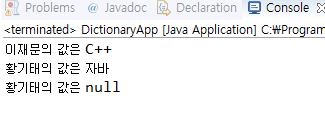 Problems @ Javadoc Declaration Console
<terminated> DictionaryApp [Java Application] C:\Program
이재문의 값은 C++
황기태의 값은 자바
황기태의 값은 null